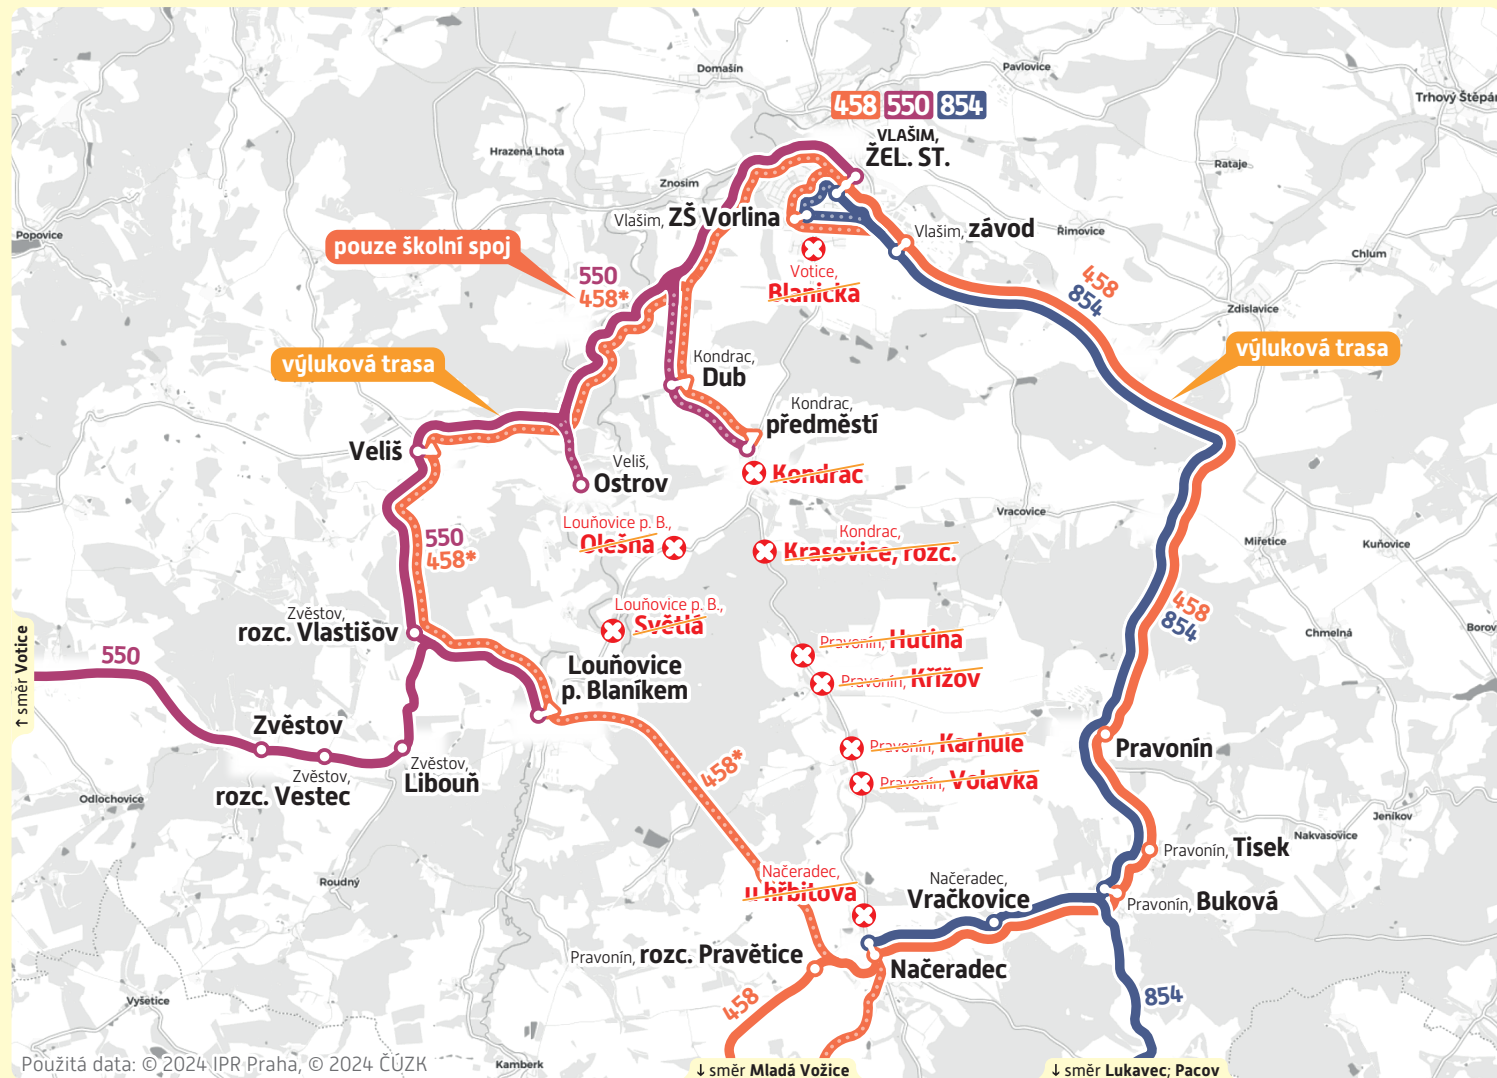 Domašín
Pavlovice
Trhový Štěpán
458 550 854
VLAŠIM,
ŽEL. ST.
Hrazená Lhota
Znosim
Rataje
Popovice
Vlašim, ZŠ Vorlina
Vlašim, závod
Římovice
Chlum
pouze školní spoj
550
458*
Votice,
Blanická
458
854
Zdislavice
výluková trasa
výluková trasa
Kondrac,
Dub
Kondrac,
předměstí
Veliš
Veliš,
Ostrov
Kondrac
Vracovice
Louňovice p. B.,
Olešná
Kondrac,
Krasovice, rozc.
550
458*
Miřetice
Kuňovice
Zvěstov,
rozc. Vlastišov
Louňovice p. B.,
Světlá
458
854
Chmelná
Borov
↑ směr Votice
550
Pravonín, Hutina
Louňovice
p. Blaníkem
Pravonín, Křížov
Zvěstov
Pravonín, Karhule
Pravonín
Zvěstov,
rozc. Vestec
Zvěstov,
Libouň
458*
Pravonín, Volavka
Odlochovice
Jeníkov
Nakvasovice
Pravonín, Tisek
Roudný
Načeradec,
u hřbitova
Načeradec,
Vračkovice
Pravonín, Buková
Pravonín, rozc. Pravětice
Načeradec
Vyšetice
458
854
Použitá data: © 2024 IPR Praha, © 2024 ČÚZK
Kamberk
↓ směr Mladá Vožice
↓ směr Lukavec; Pacov